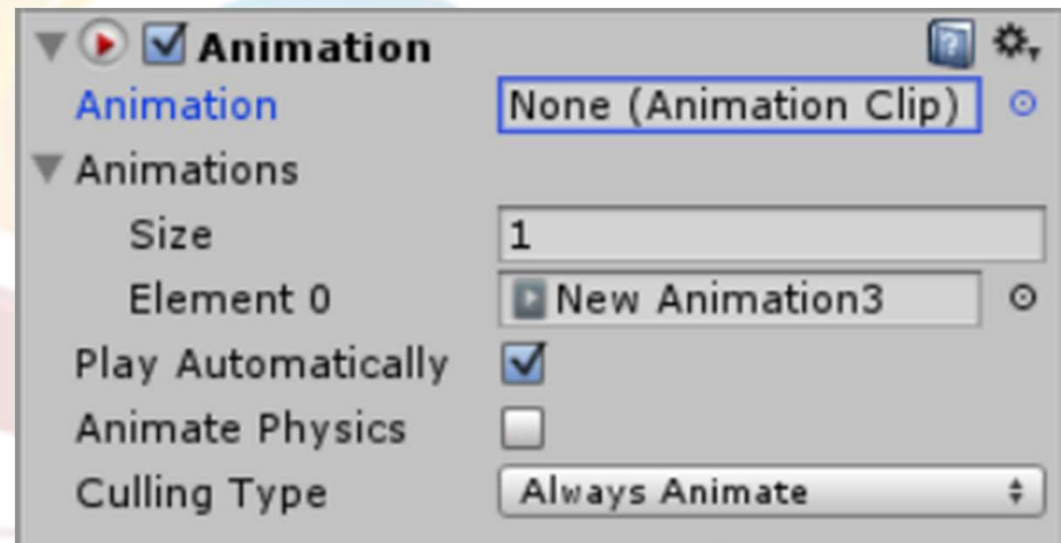 Animation
Animation None (Animation Clip)
Animations
Size 1
Element 0 New Animation3
Play Automatically
Animate Physics
Culling Type Always Animate